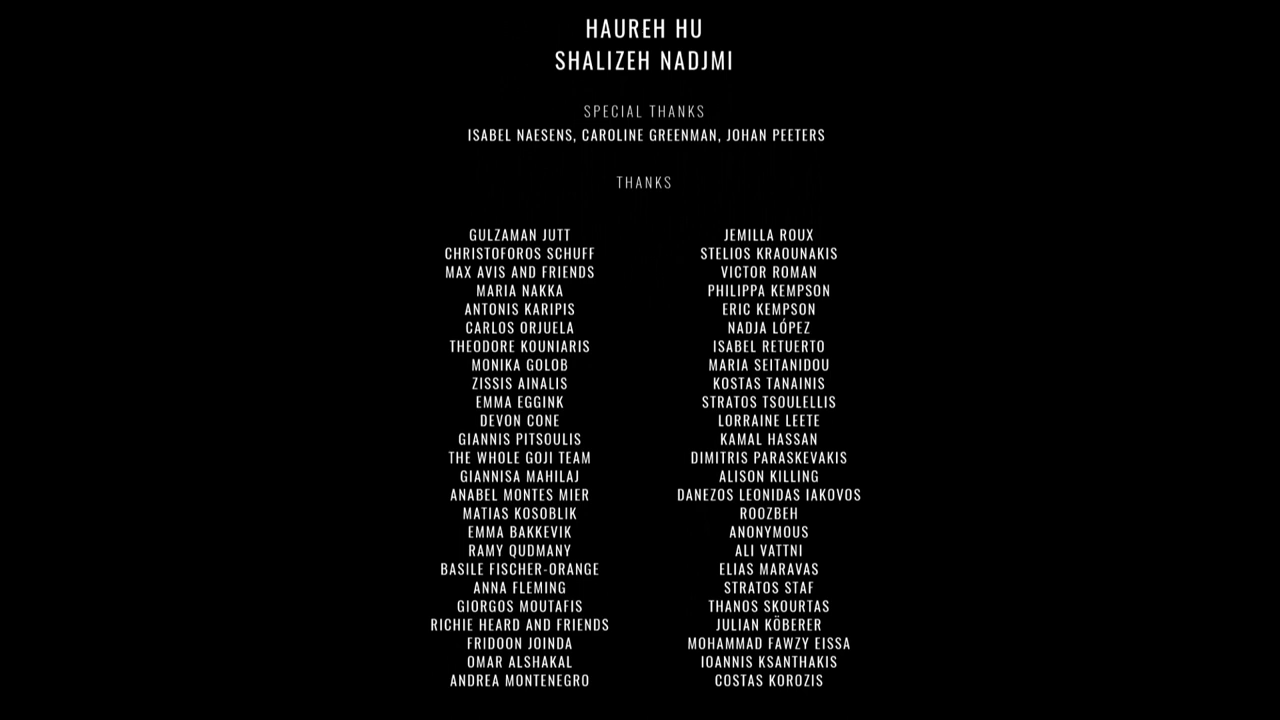 HAUREH HU
SHALIZEH NADJMI
SPECIAL THANKS
ISABEL NAESENS, CAROLINE GREENMAN, JOHAN PEETERS
THANKS
GULZAMAN JUTT
CHRISTOFOROS SCHUFF
MAX AVIS AND FRIENDS
MARIA NAKKA
ANTONIS KARIPIS
CARLOS ORJUELA
THEODORE KOUNIARIS
MONIKA GOLOB
ZISSIS AINALIS
EMMA EGGINK
DEVON CONE
GIANNIS PITSOULIS
THE WHOLE GOJI TEAM
GIANNISA MAHILAJ
ANABEL MONTES MIER
MATIAS KOSOBLIK
EMMA BAKKEVIK
RAMY QUDMANY
BASILE FISCHER-ORANGE
ANNA FLEMING
GIORGOS MOUTAFIS
RICHIE HEARD AND FRIENDS
FRIDOON JOINDA
OMAR ALSHAKAL
ANDREA MONTENEGRO
JEMILLA ROUX
STELIOS KRAOUNAKIS
VICTOR ROMAN
PHILIPPA KEMPSON
ERIC KEMPSON
NADJA LÓPEZ
ISABEL RETUERTO
MARIA SEITANIDOU
KOSTAS TANAINIS
STRATOS TSOULELLIS
LORRAINE LEETE
KAMAL HASSAN
DIMITRIS PARASKEVAKIS
ALISON KILLING
DANEZOS LEONIDAS IAKOVOS
ROOZBEH
ANONYMOUS
ALI VATTNI
ELIAS MARAVAS
STRATOS STAF
THANOS SKOURTAS
JULIAN KÖBERER
MOHAMMAD FAWZY EISSA
IOANNIS KSANTHAKIS
COSTAS KOROZIS